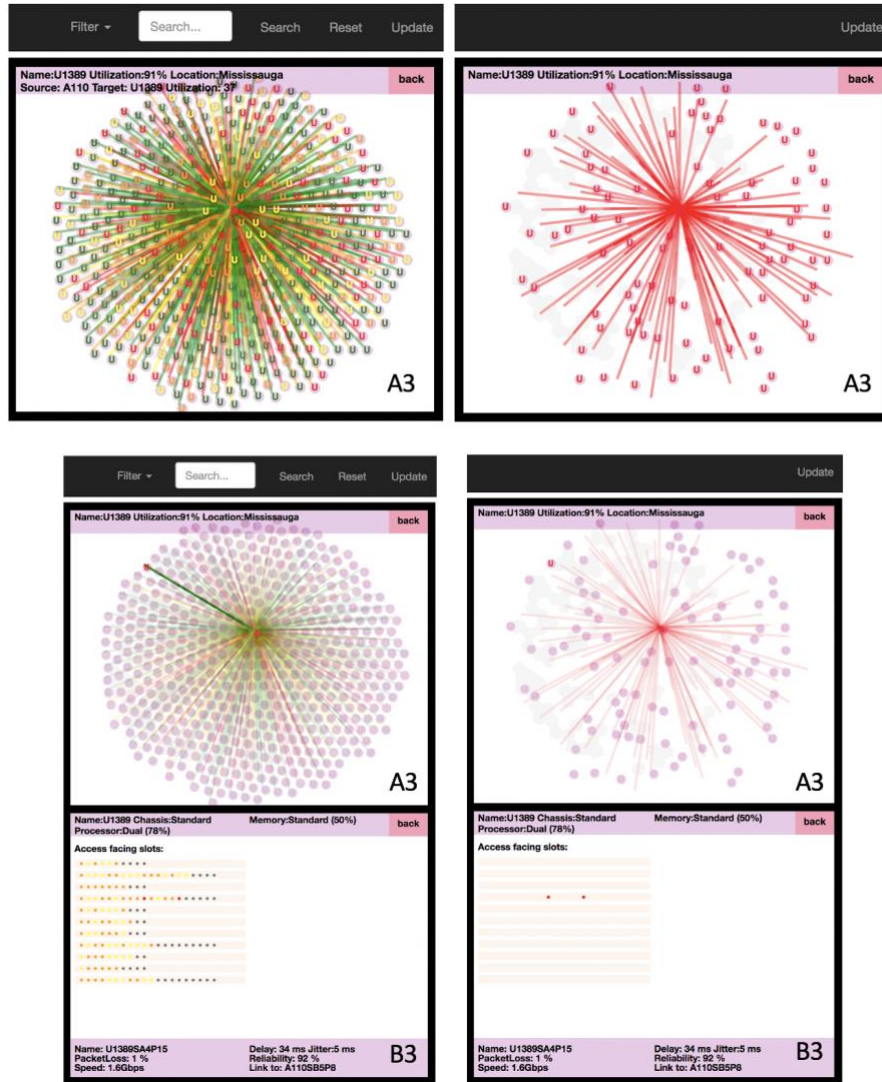 Filter Search... Search Reset Update
Name:U1389 Utilization:91% Location:Mississauga back
Source: A110 Target: U1389 Utilization: 37
A3
Update
Name:U1389 Utilization:91% Location:Mississauga back
A3
Filter Search... Search Reset Update
Name:U1389 Utilization:91% Location:Mississauga back
A3
Name:U1389 Chassis:Standard Memory:Standard (50%) back
Processor:Dual (78%)
Access facing slots:
Name: U1389SA4P15 Delay: 34 ms Jitter:5 ms
PacketLoss: 1 % Reliability: 92 %
Speed: 1.6Gbps Link to: A110SB5P8
B3
Update
Name:U1389 Utilization:91% Location:Mississauga back
U
A3
Name:U1389 Chassis:Standard Memory:Standard (50%) back
Processor:Dual (78%)
Access facing slots:
Name: U1389SA4P15 Delay: 34 ms Jitter:5 ms
PacketLoss: 1 % Reliability: 92 %
Speed: 1.6Gbps Link to: A110SB5P8
B3